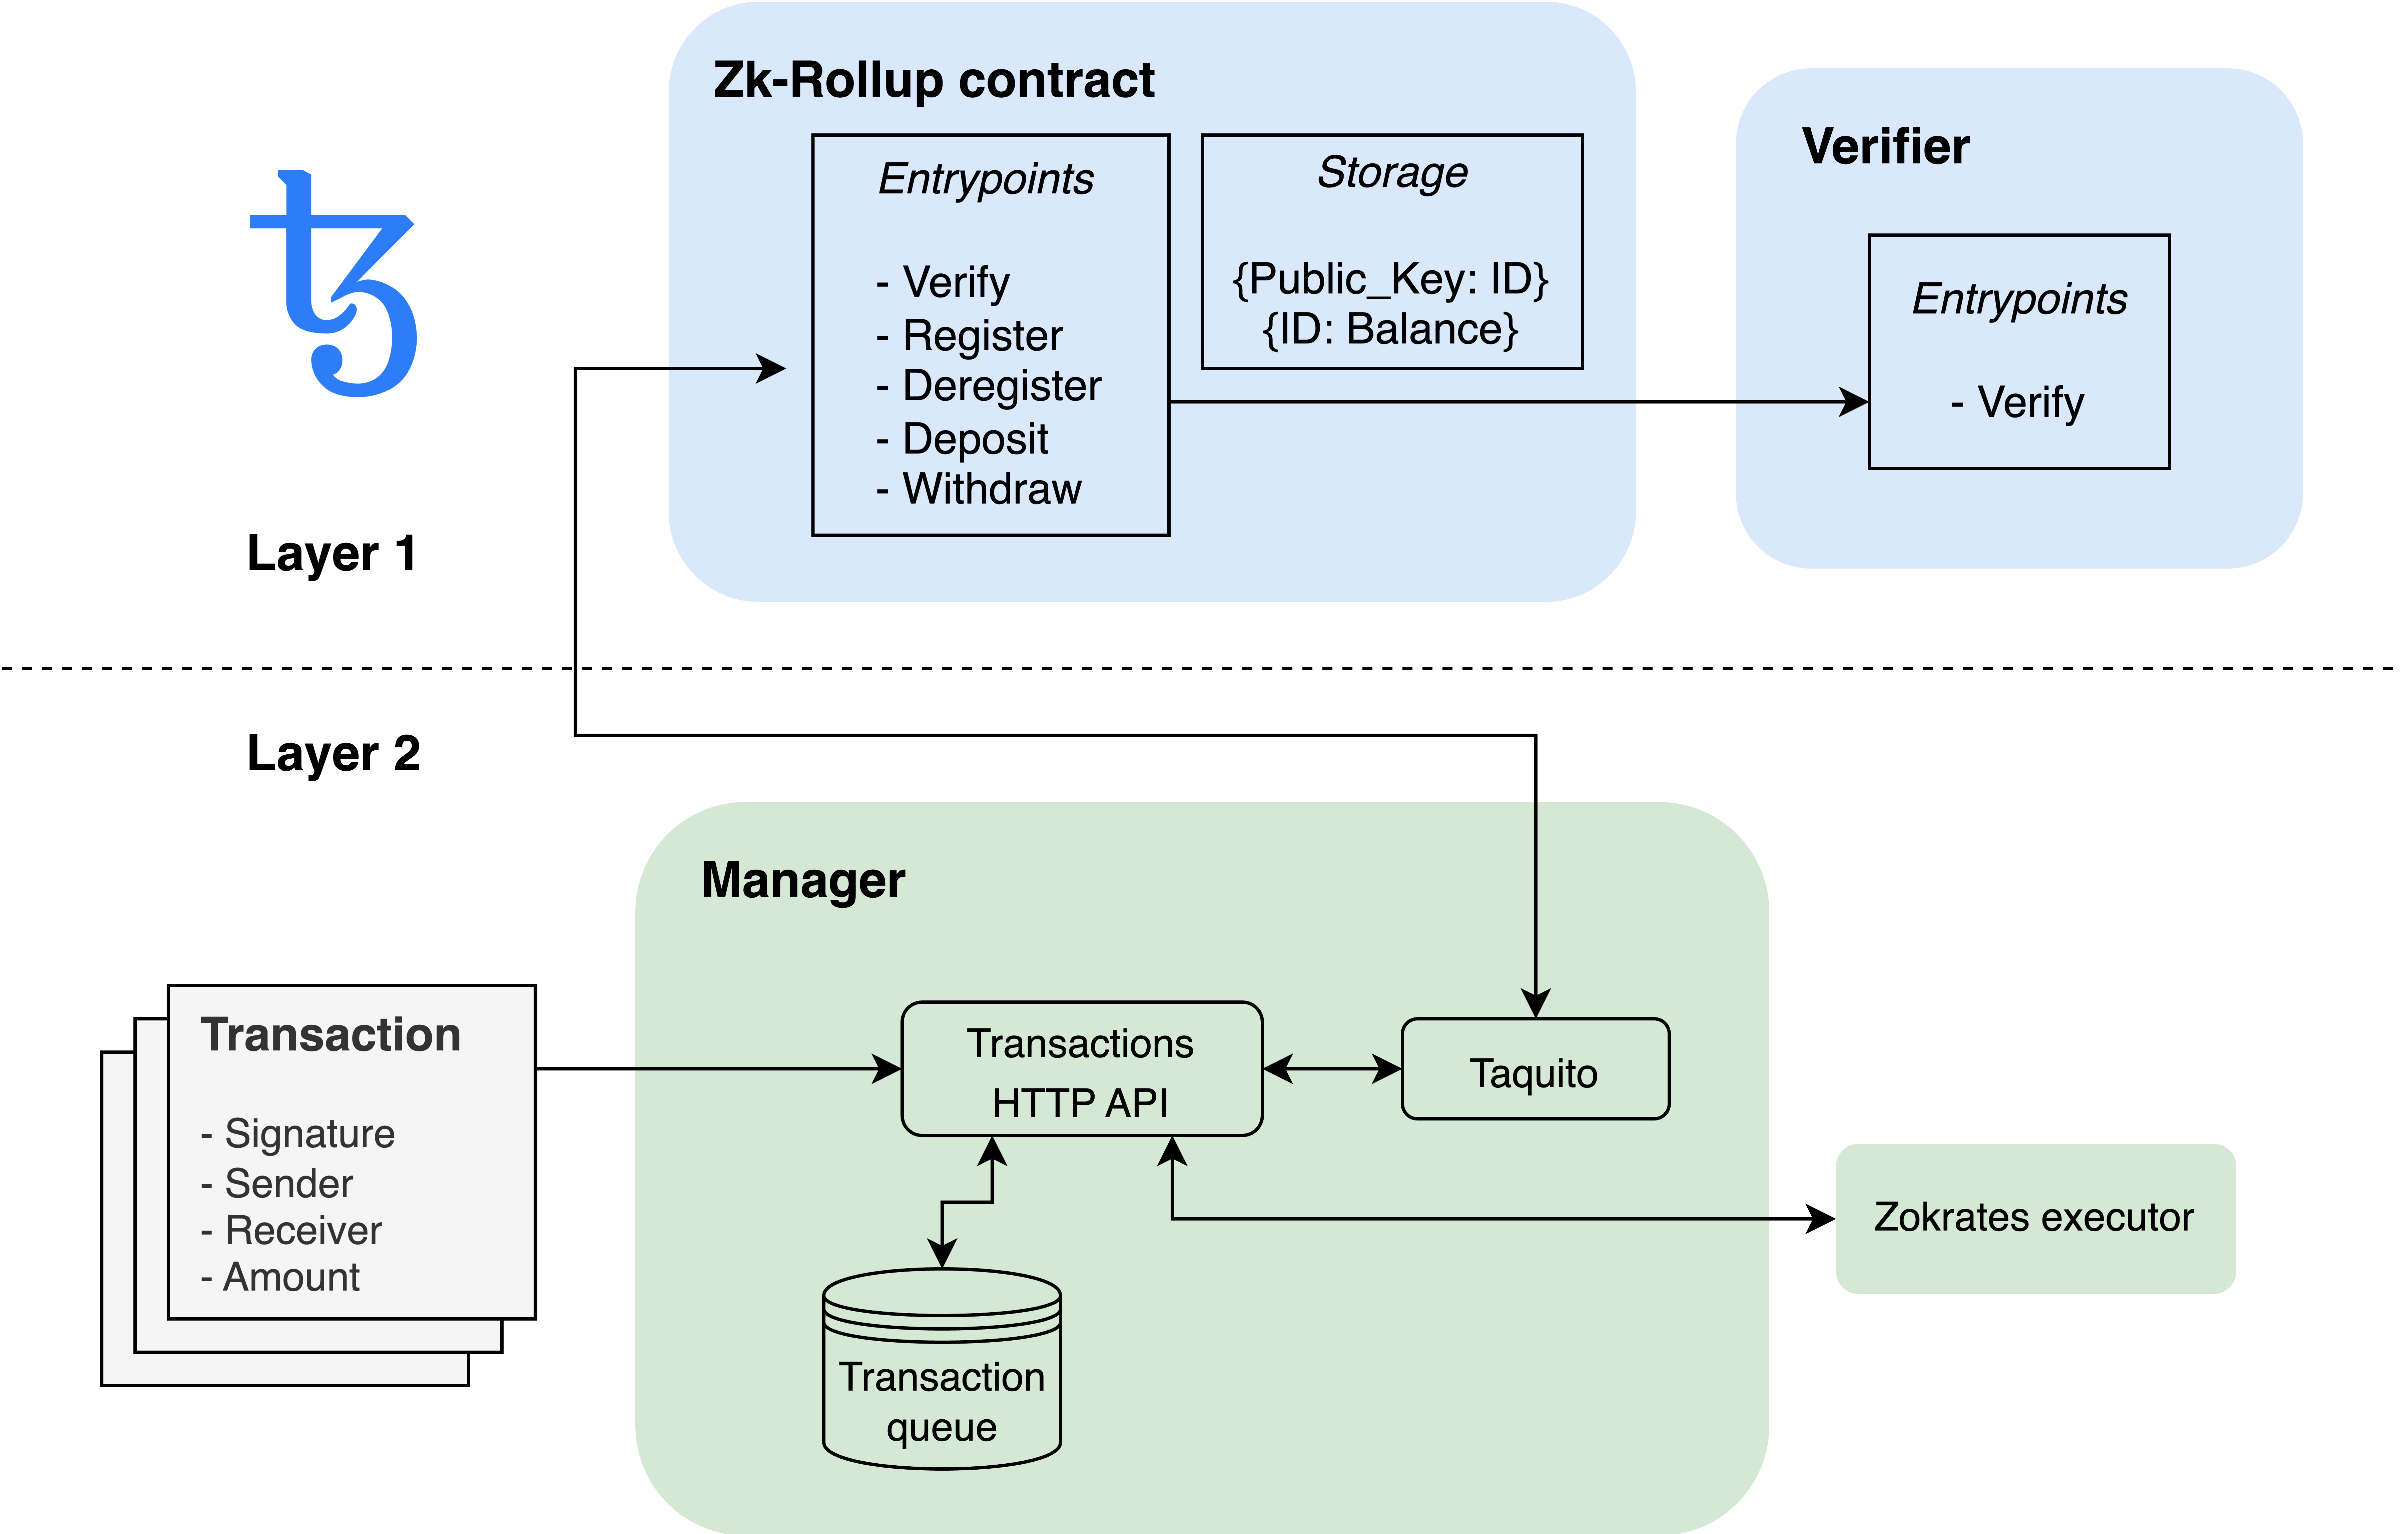 Zk-Rollup contract
Entrypoints
- Verify
- Register
- Deregister
- Deposit
- Withdraw
Storage
{Public_Key: ID}
{ID: Balance}
Verifier
Entrypoints
- Verify
Layer 1
Layer 2
Manager
Transaction
- Signature
- Sender
- Receiver
- Amount
Transactions
HTTP API
Taquito
Zokrates executor
Transaction
queue